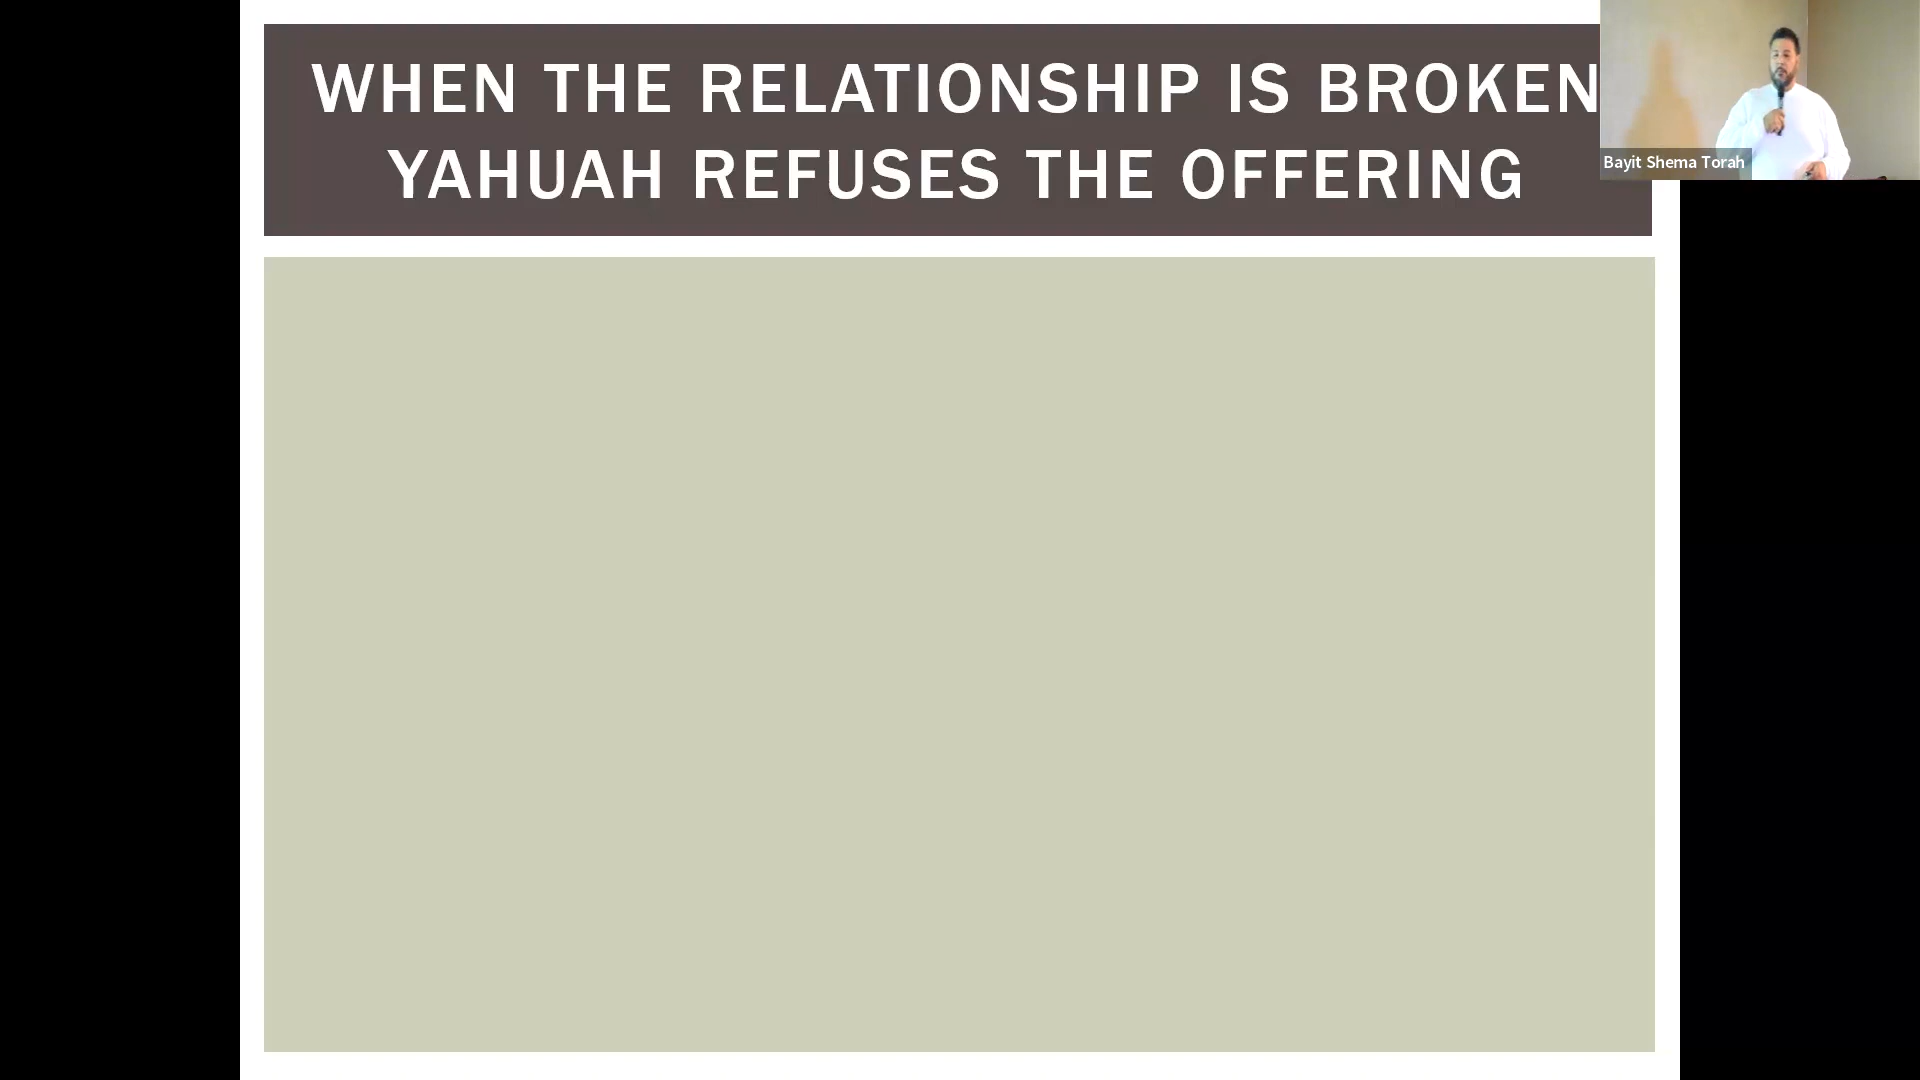 WHEN THE RELATIONSHIP IS BROKEN
YAHUAH REFUSES THE OFFERING
Bayit Shema Torah